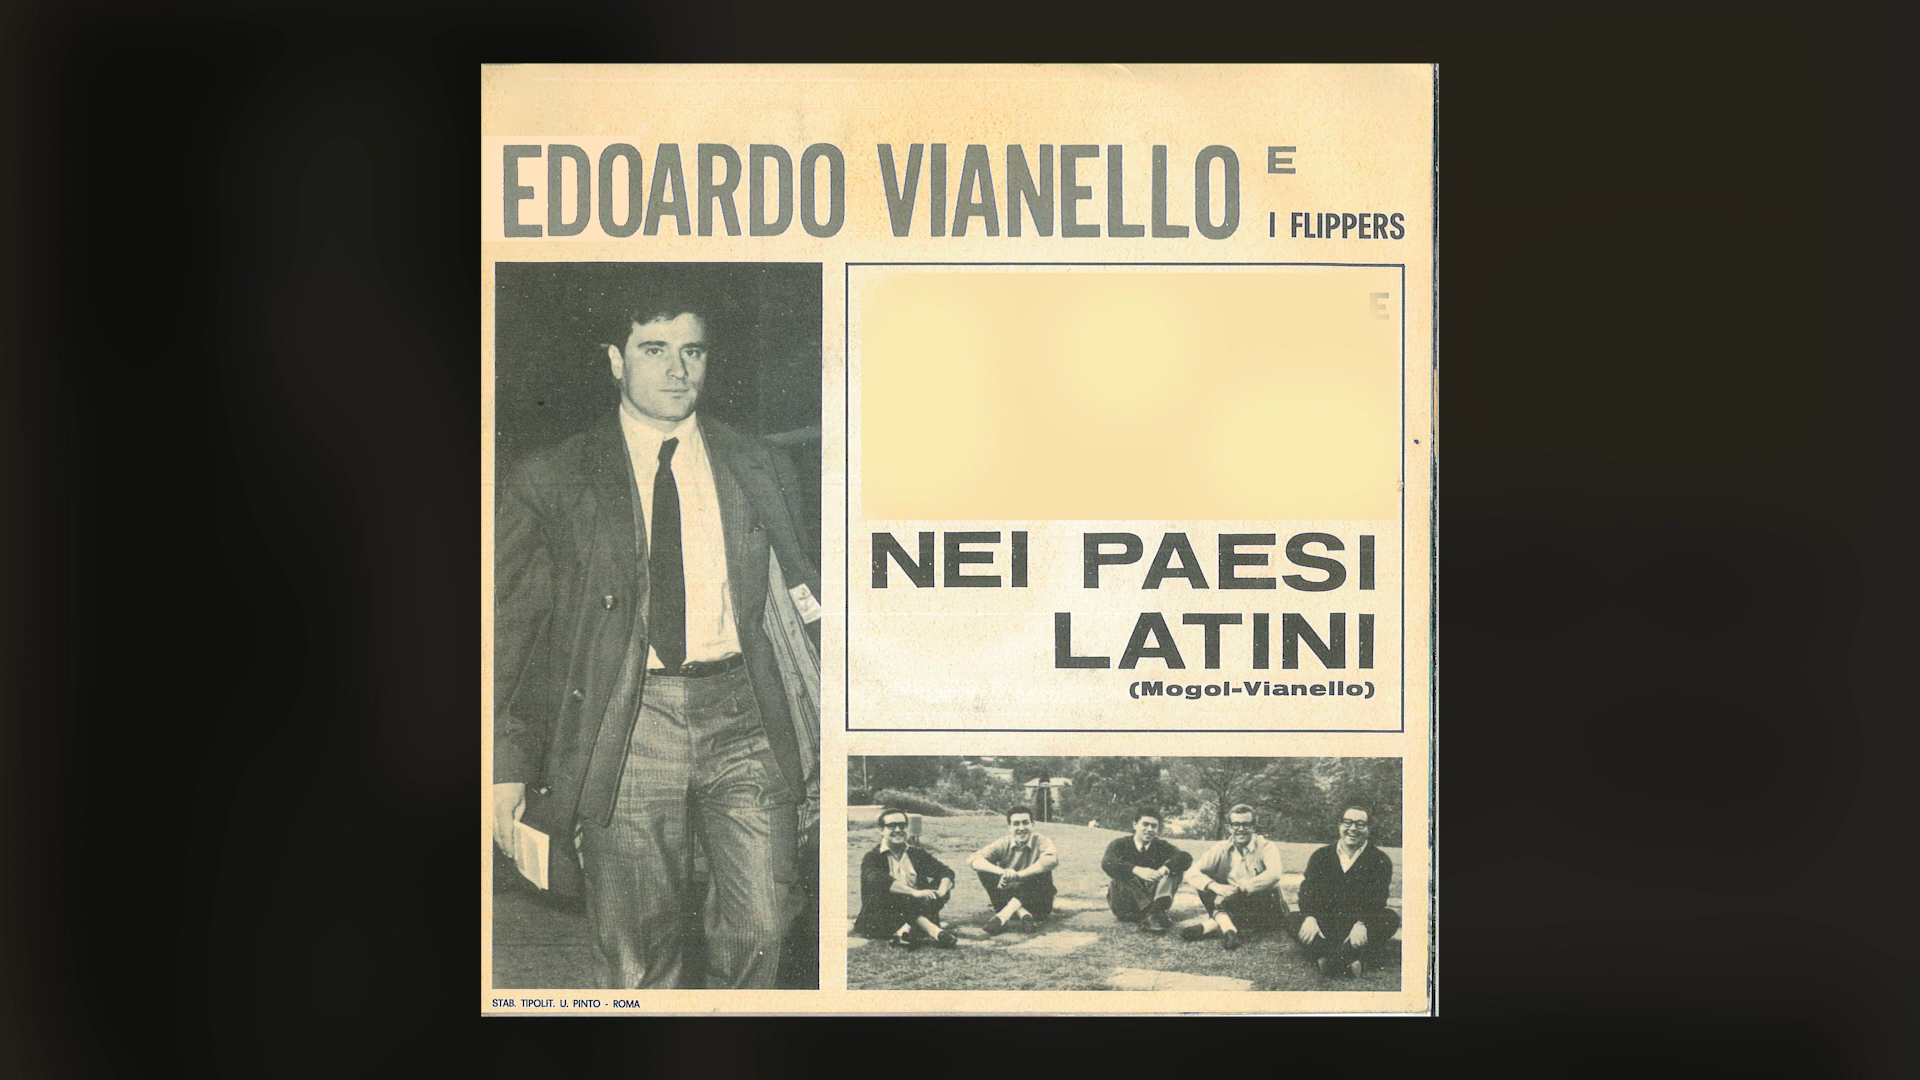 EDOARDO VIANELLO E
I FLIPPERS
E
NEI PAESI
LATINI
(Mogol-Vianello)
STAB. TIPOLIT. U. PINTO - ROMA